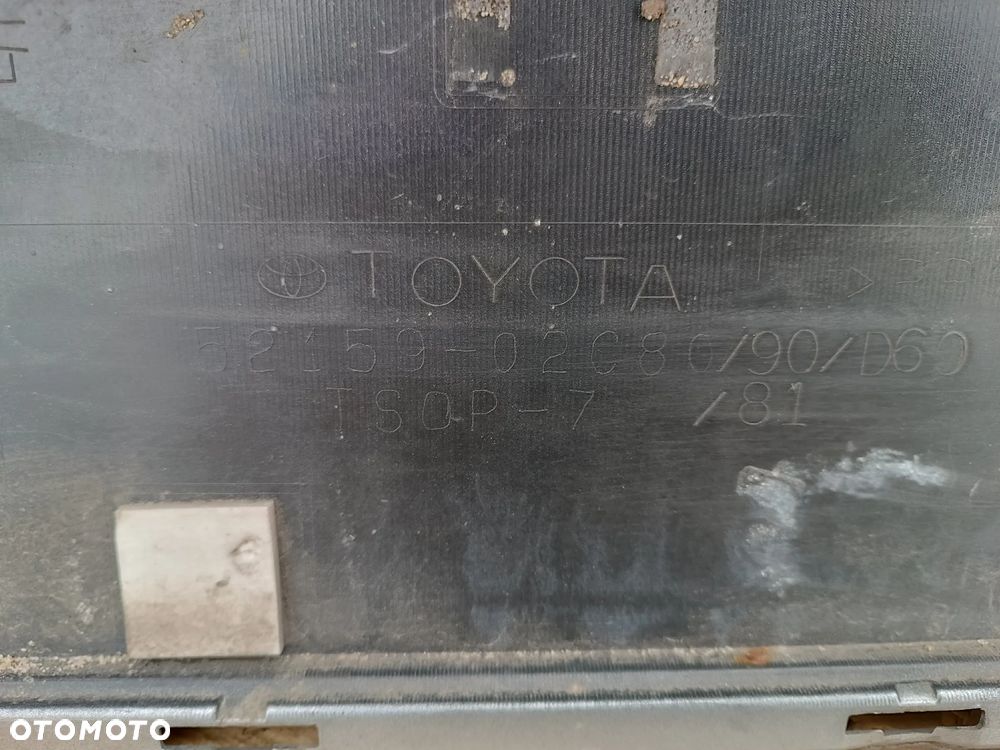 TOYOTA
52159-02C80/90/D60
TSOP-7 /81
OTOMOTO